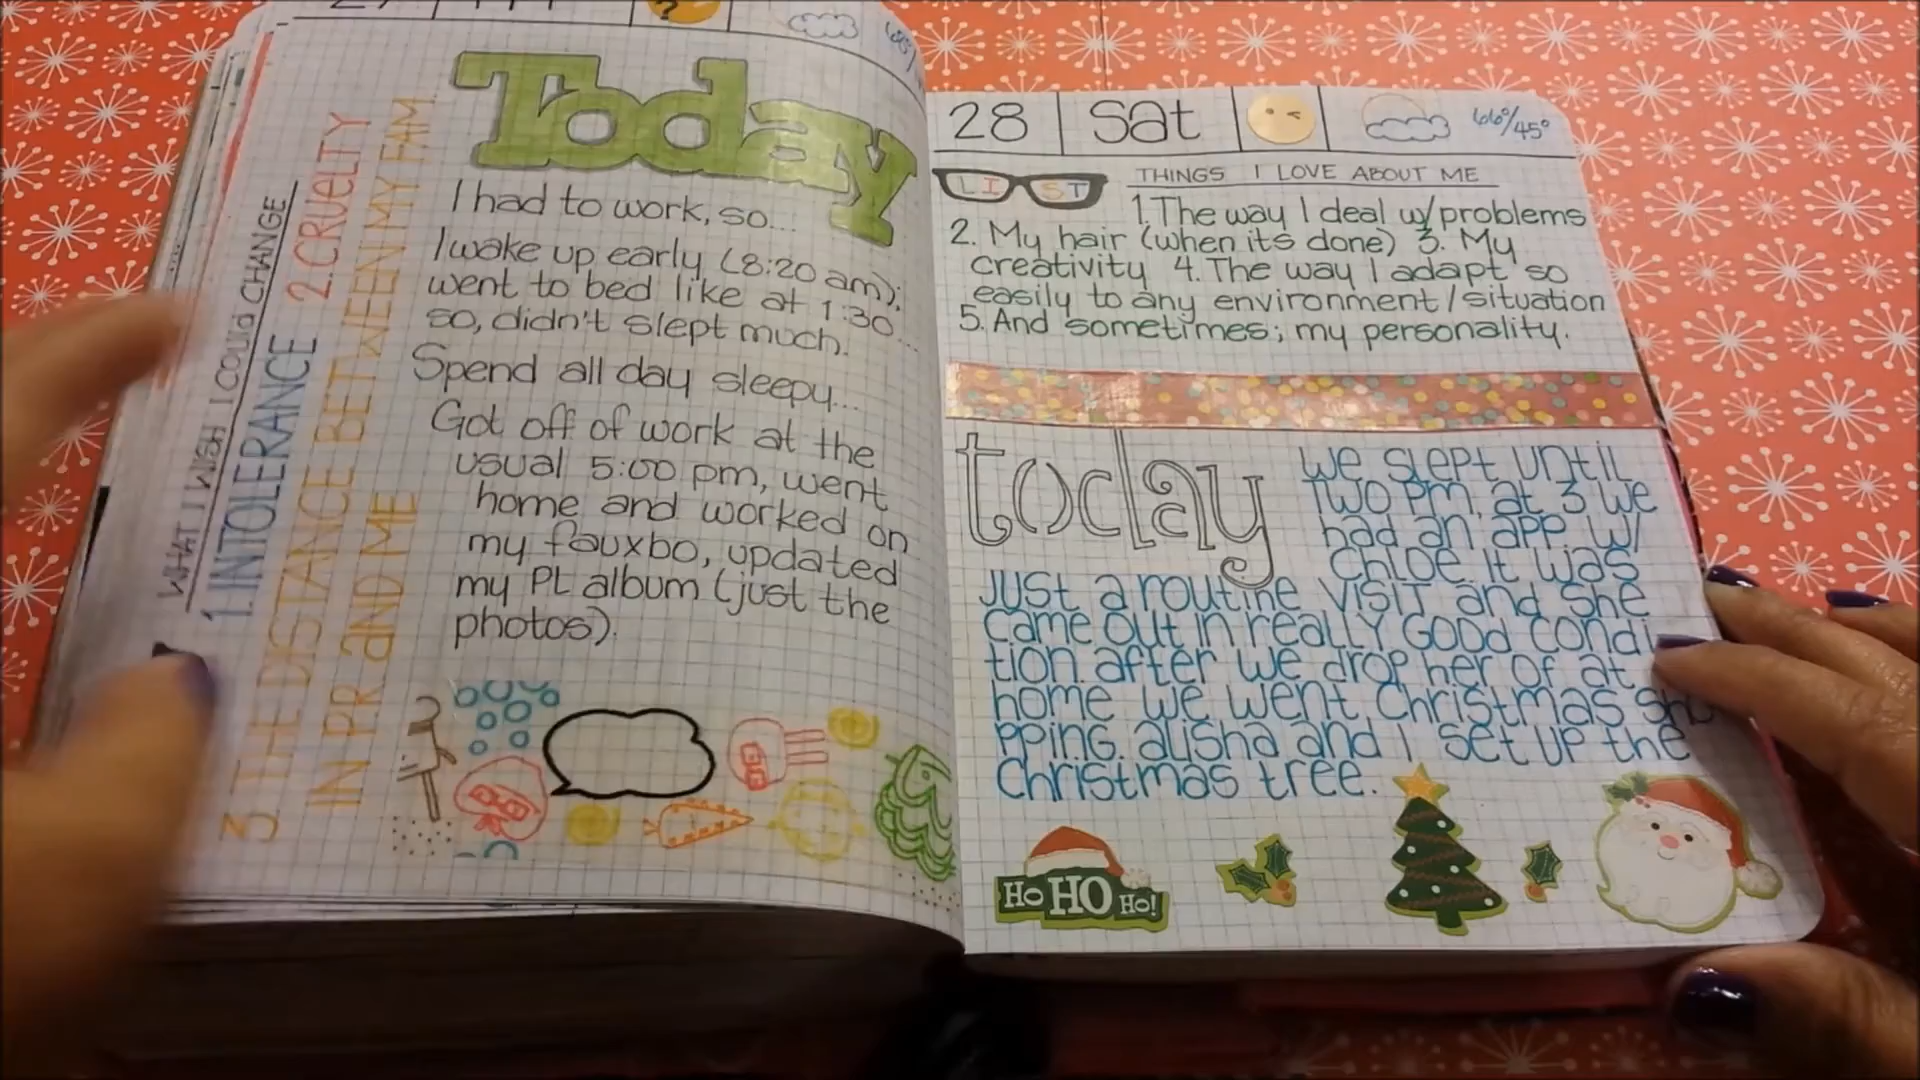 Today
I had to work, so...
I wake up early (8:20 am);
went to bed like at 1:30...
so, didn't slept much.
Spend all day sleepy...
Got off of work at the
usual 5:00 pm, went
home and worked on
my fauxbo, updated
my PL album (just the
photos).
WHAT I WISH I COULD CHANGE
1. INTOLERANCE 2. CRUELTY
3. THE DISTANCE BETWEEN MY FAM
IN PR AND ME
28 Sat 66°/45°
LIST THINGS I LOVE ABOUT ME
1. The way I deal w/problems
2. My hair (when its done) 3. My
creativity 4. The way I adapt so
easily to any environment/situation
5. And sometimes; my personality.
today
We slept until
two pm. at 3 we
had an app w/
Chloe. it was
Just a routine visit and she
came out in really good condi
tion. after we drop her of at
home we went Christmas sho
pping. alisha and I set up the
Christmas tree.
Ho HO Ho!